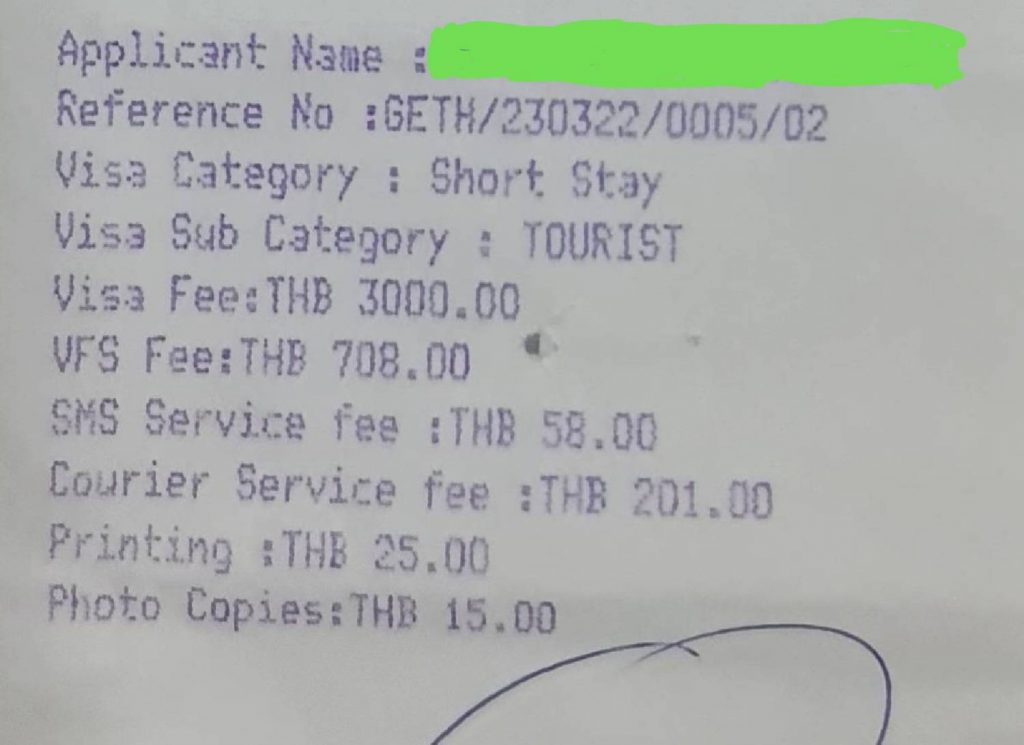 Applicant Name :
Reference No :GETH/230322/0005/02
Visa Category : Short Stay
Visa Sub Category : TOURIST
Visa Fee:THB 3000.00
VFS Fee:THB 708.00
SMS Service fee :THB 58.00
Courier Service fee :THB 201.00
Printing :THB 25.00
Photo Copies:THB 15.00